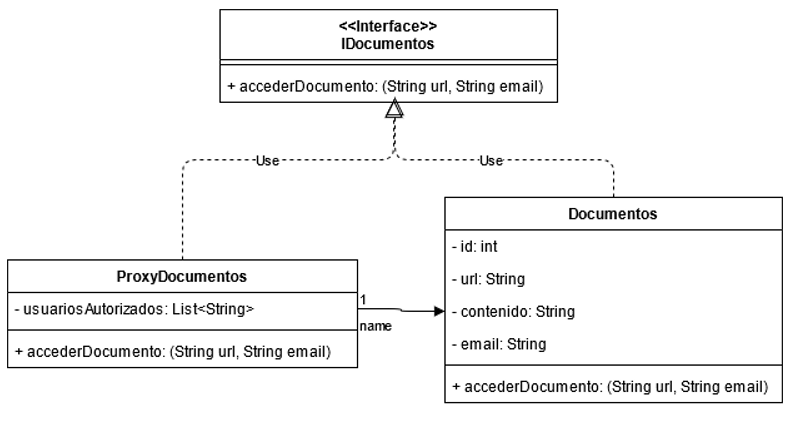 <<Interface>>
IDocumentos
+ accederDocumento: (String url, String email)
Use
Use
Documentos
- id: int
- url: String
- contenido: String
- email: String
+ accederDocumento: (String url, String email)
ProxyDocumentos
- usuariosAutorizados: List<String>
+ accederDocumento: (String url, String email)
1
name